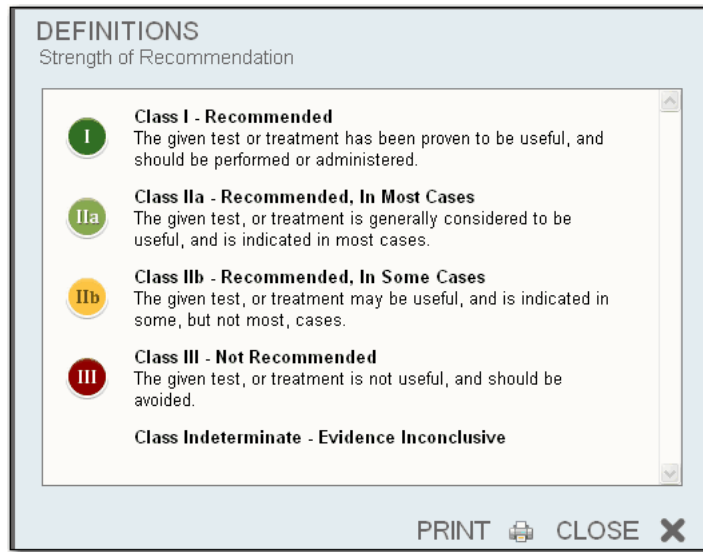 DEFINITIONS
Strength of Recommendation
Class I - Recommended
I
The given test or treatment has been proven to be useful, and
should be performed or administered.
Class IIa - Recommended, In Most Cases
IIa
The given test, or treatment is generally considered to be
useful, and is indicated in most cases.
Class IIb - Recommended, In Some Cases
IIb
The given test, or treatment may be useful, and is indicated in
some, but not most, cases.
Class III - Not Recommended
III
The given test, or treatment is not useful, and should be
avoided.
Class Indeterminate - Evidence Inconclusive
PRINT CLOSE